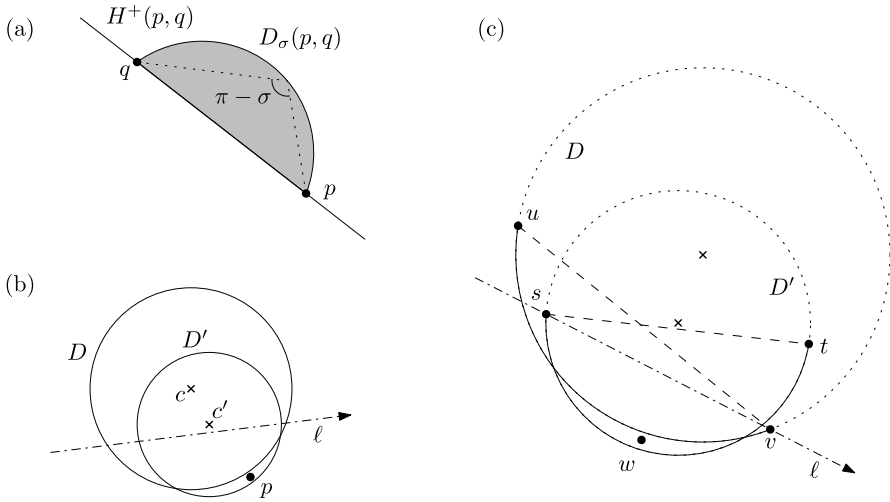 (a)
H⁺(p, q)
D_σ(p, q)
q
π − σ
p
(b)
D
D′
c
c′
ℓ
p
(c)
D
u
D′
s
t
w
v
ℓ